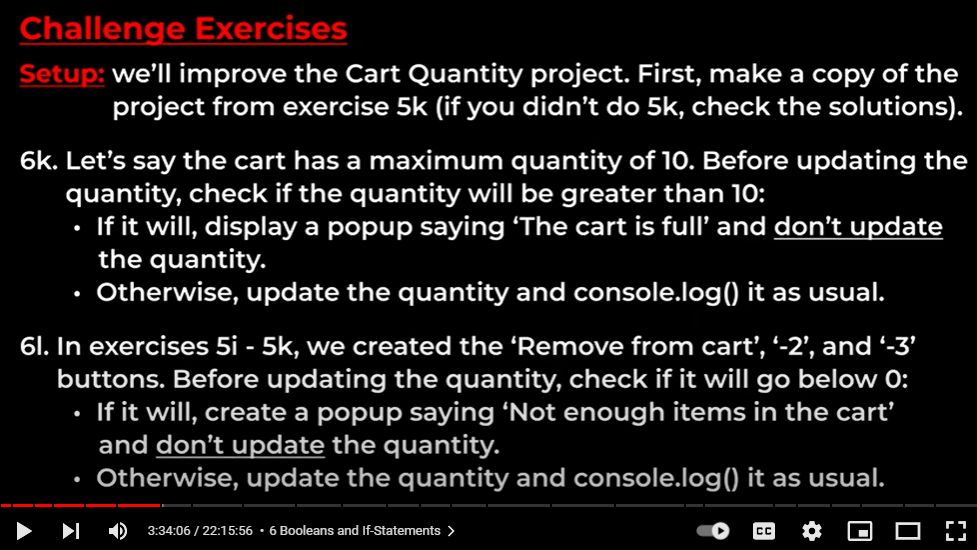 Challenge Exercises
Setup: we’ll improve the Cart Quantity project. First, make a copy of the
project from exercise 5k (if you didn’t do 5k, check the solutions).
6k. Let’s say the cart has a maximum quantity of 10. Before updating the
quantity, check if the quantity will be greater than 10:
• If it will, display a popup saying ‘The cart is full’ and don’t update
the quantity.
• Otherwise, update the quantity and console.log() it as usual.
6l. In exercises 5i - 5k, we created the ‘Remove from cart’, ‘-2’, and ‘-3’
buttons. Before updating the quantity, check if it will go below 0:
• If it will, create a popup saying ‘Not enough items in the cart’
and don’t update the quantity.
• Otherwise, update the quantity and console.log() it as usual.
3:34:06 / 22:15:56 • 6 Booleans and If-Statements
CC